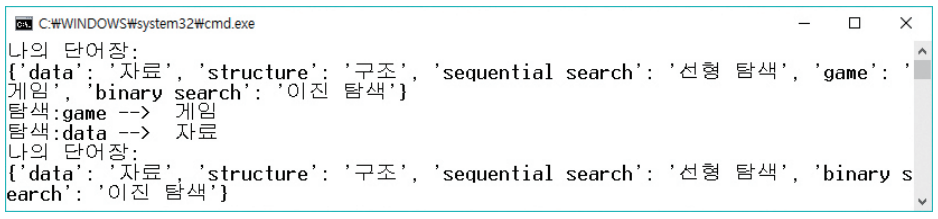 C:₩WINDOWS₩system32₩cmd.exe
나의 단어장:
{'data': '자료', 'structure': '구조', 'sequential search': '선형 탐색', 'game': '
게임', 'binary search': '이진 탐색'}
탐색:game -->  게임
탐색:data -->  자료
나의 단어장:
{'data': '자료', 'structure': '구조', 'sequential search': '선형 탐색', 'binary s
earch': '이진 탐색'}